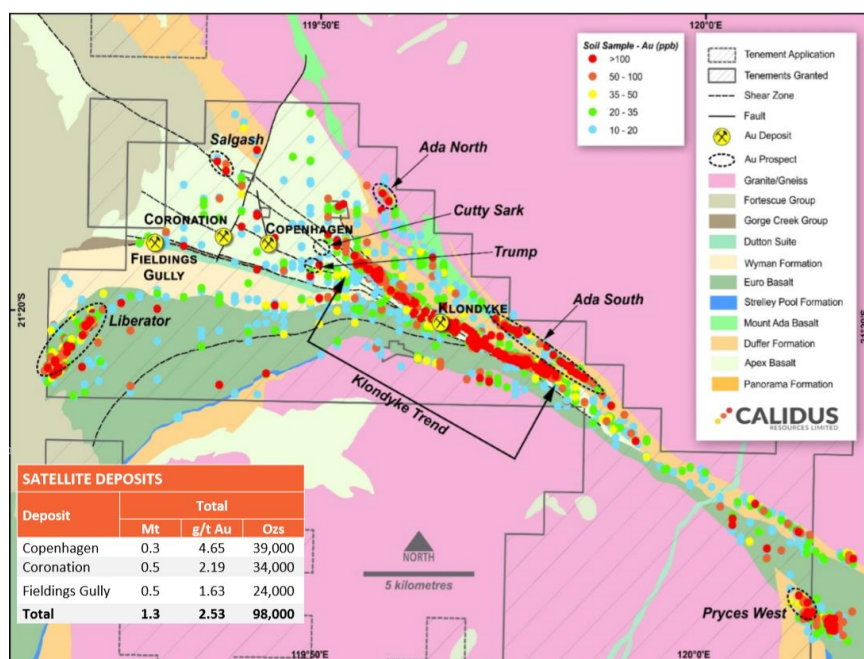 119°50'E
120°0'E
Soil Sample - Au (ppb)
>100
50 - 100
35 - 50
20 - 35
10 - 20
Tenement Application
Tenements Granted
Shear Zone
Fault
Au Deposit
Au Prospect
Granite/Gneiss
Fortescue Group
Gorge Creek Group
Dutton Suite
Wyman Formation
Euro Basalt
Strelley Pool Formation
Mount Ada Basalt
Duffer Formation
Apex Basalt
Panorama Formation
CALIDUS
RESOURCES LIMITED
Salgash
Ada North
Cutty Sark
CORONATION
COPENHAGEN
Trump
FIELDINGS
GULLY
21°20'S
Liberator
KLONDYKE
Ada South
Klondyke Trend
SATELLITE DEPOSITS
Deposit
Total
Mt
g/t Au
Ozs
Copenhagen 0.3 4.65 39,000
Coronation 0.5 2.19 34,000
Fieldings Gully 0.5 1.63 24,000
Total 1.3 2.53 98,000
NORTH
5 kilometres
Pryces West
119°50'E
120°0'E